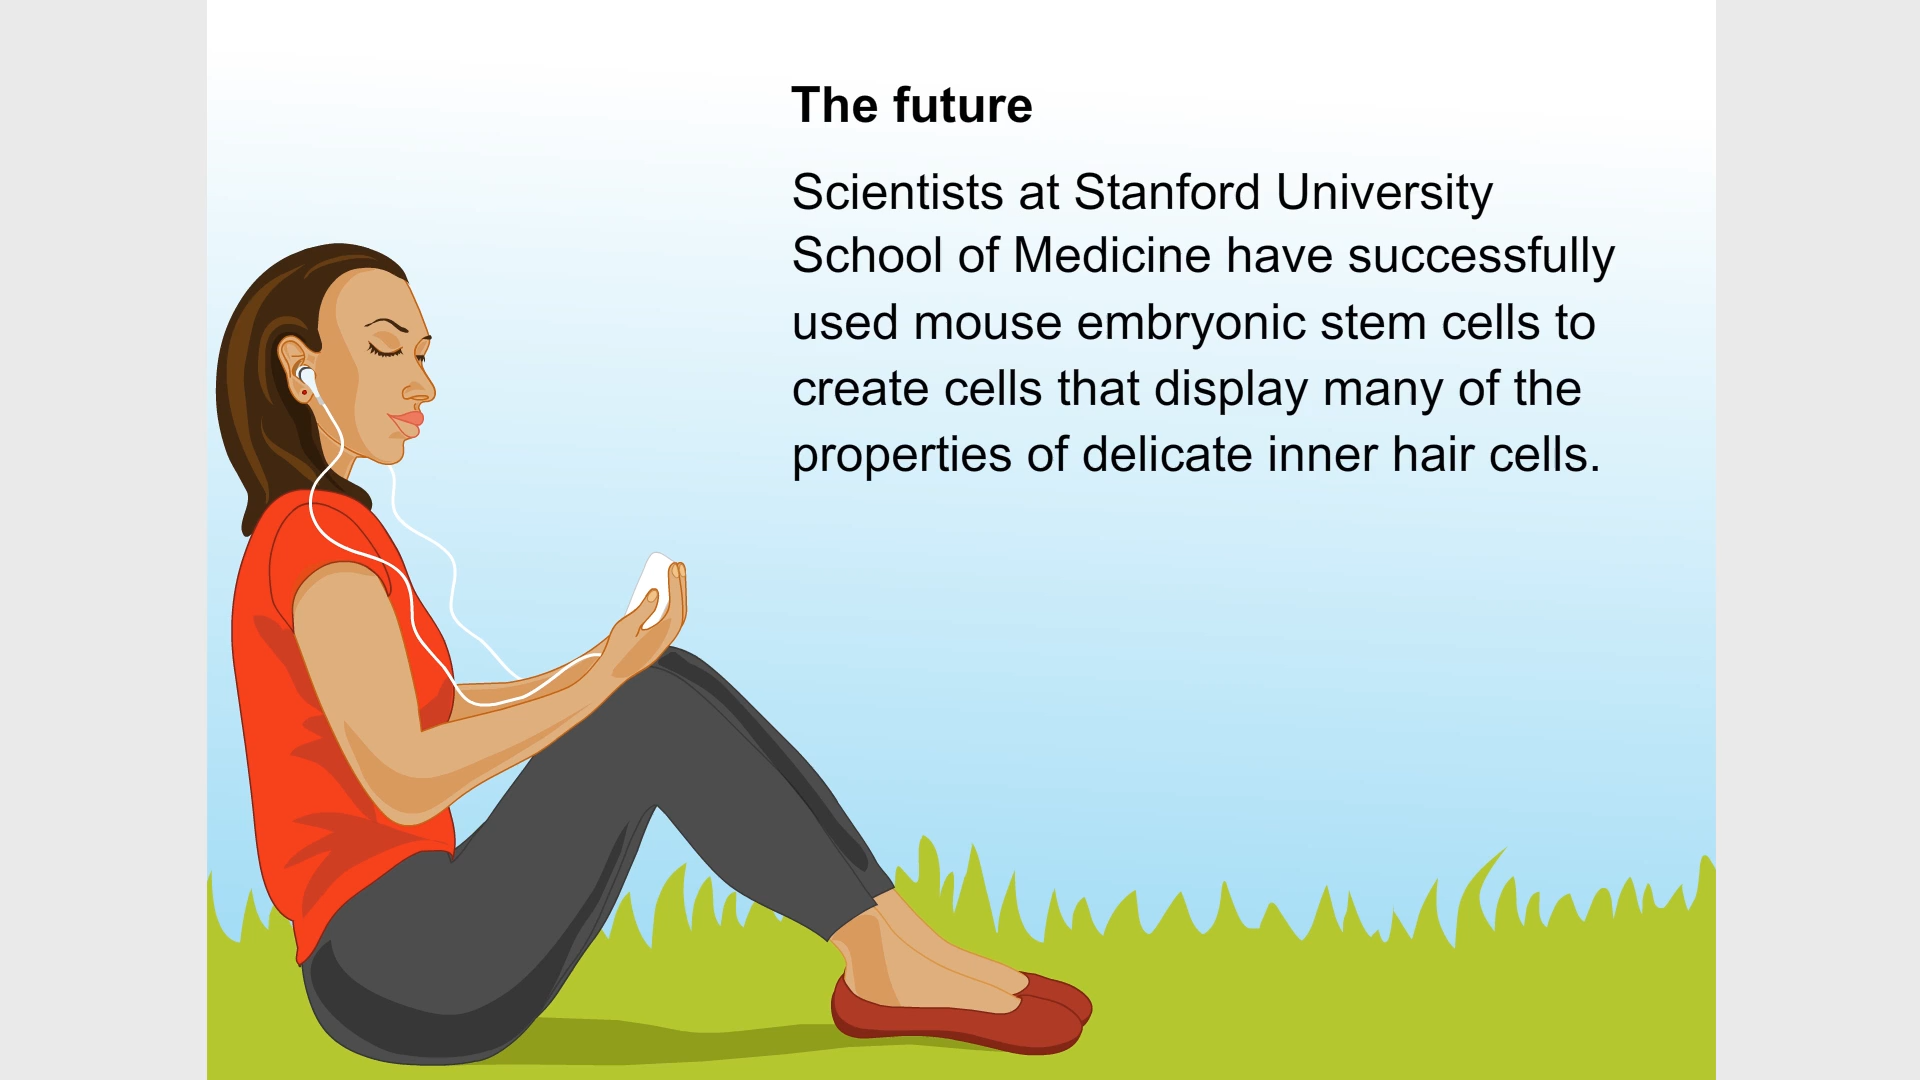 The future
Scientists at Stanford University
School of Medicine have successfully
used mouse embryonic stem cells to
create cells that display many of the
properties of delicate inner hair cells.